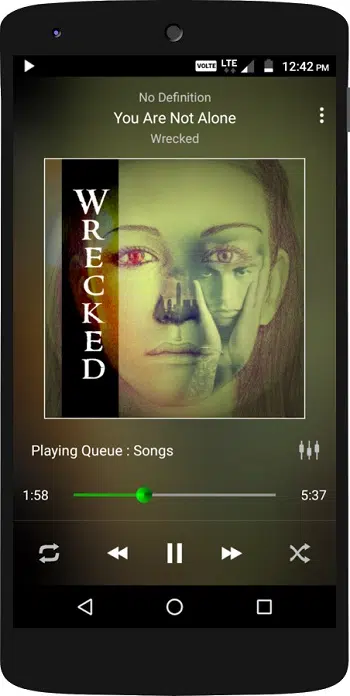 VOLTE LTE 12:42 PM
No Definition
You Are Not Alone
Wrecked
WRECKED
Playing Queue : Songs
1:58 5:37